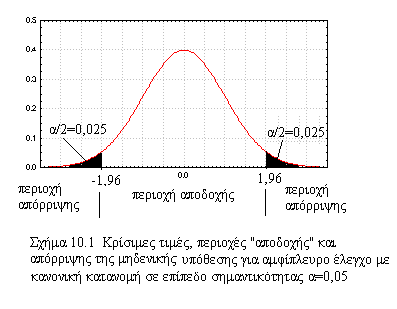 0.5
0.4
0.3
0.2
0.1
0.0
α/2=0,025
α/2=0,025
-1,96
0.0
1,96
περιοχή
απόρριψης
περιοχή αποδοχής
περιοχή
απόρριψης
Σχήμα 10.1 Κρίσιμες τιμές, περιοχές "αποδοχής" και
απόρριψης της μηδενικής υπόθεσης για αμφίπλευρο έλεγχο με
κανονική κατανομή σε επίπεδο σημαντικότητας α=0,05